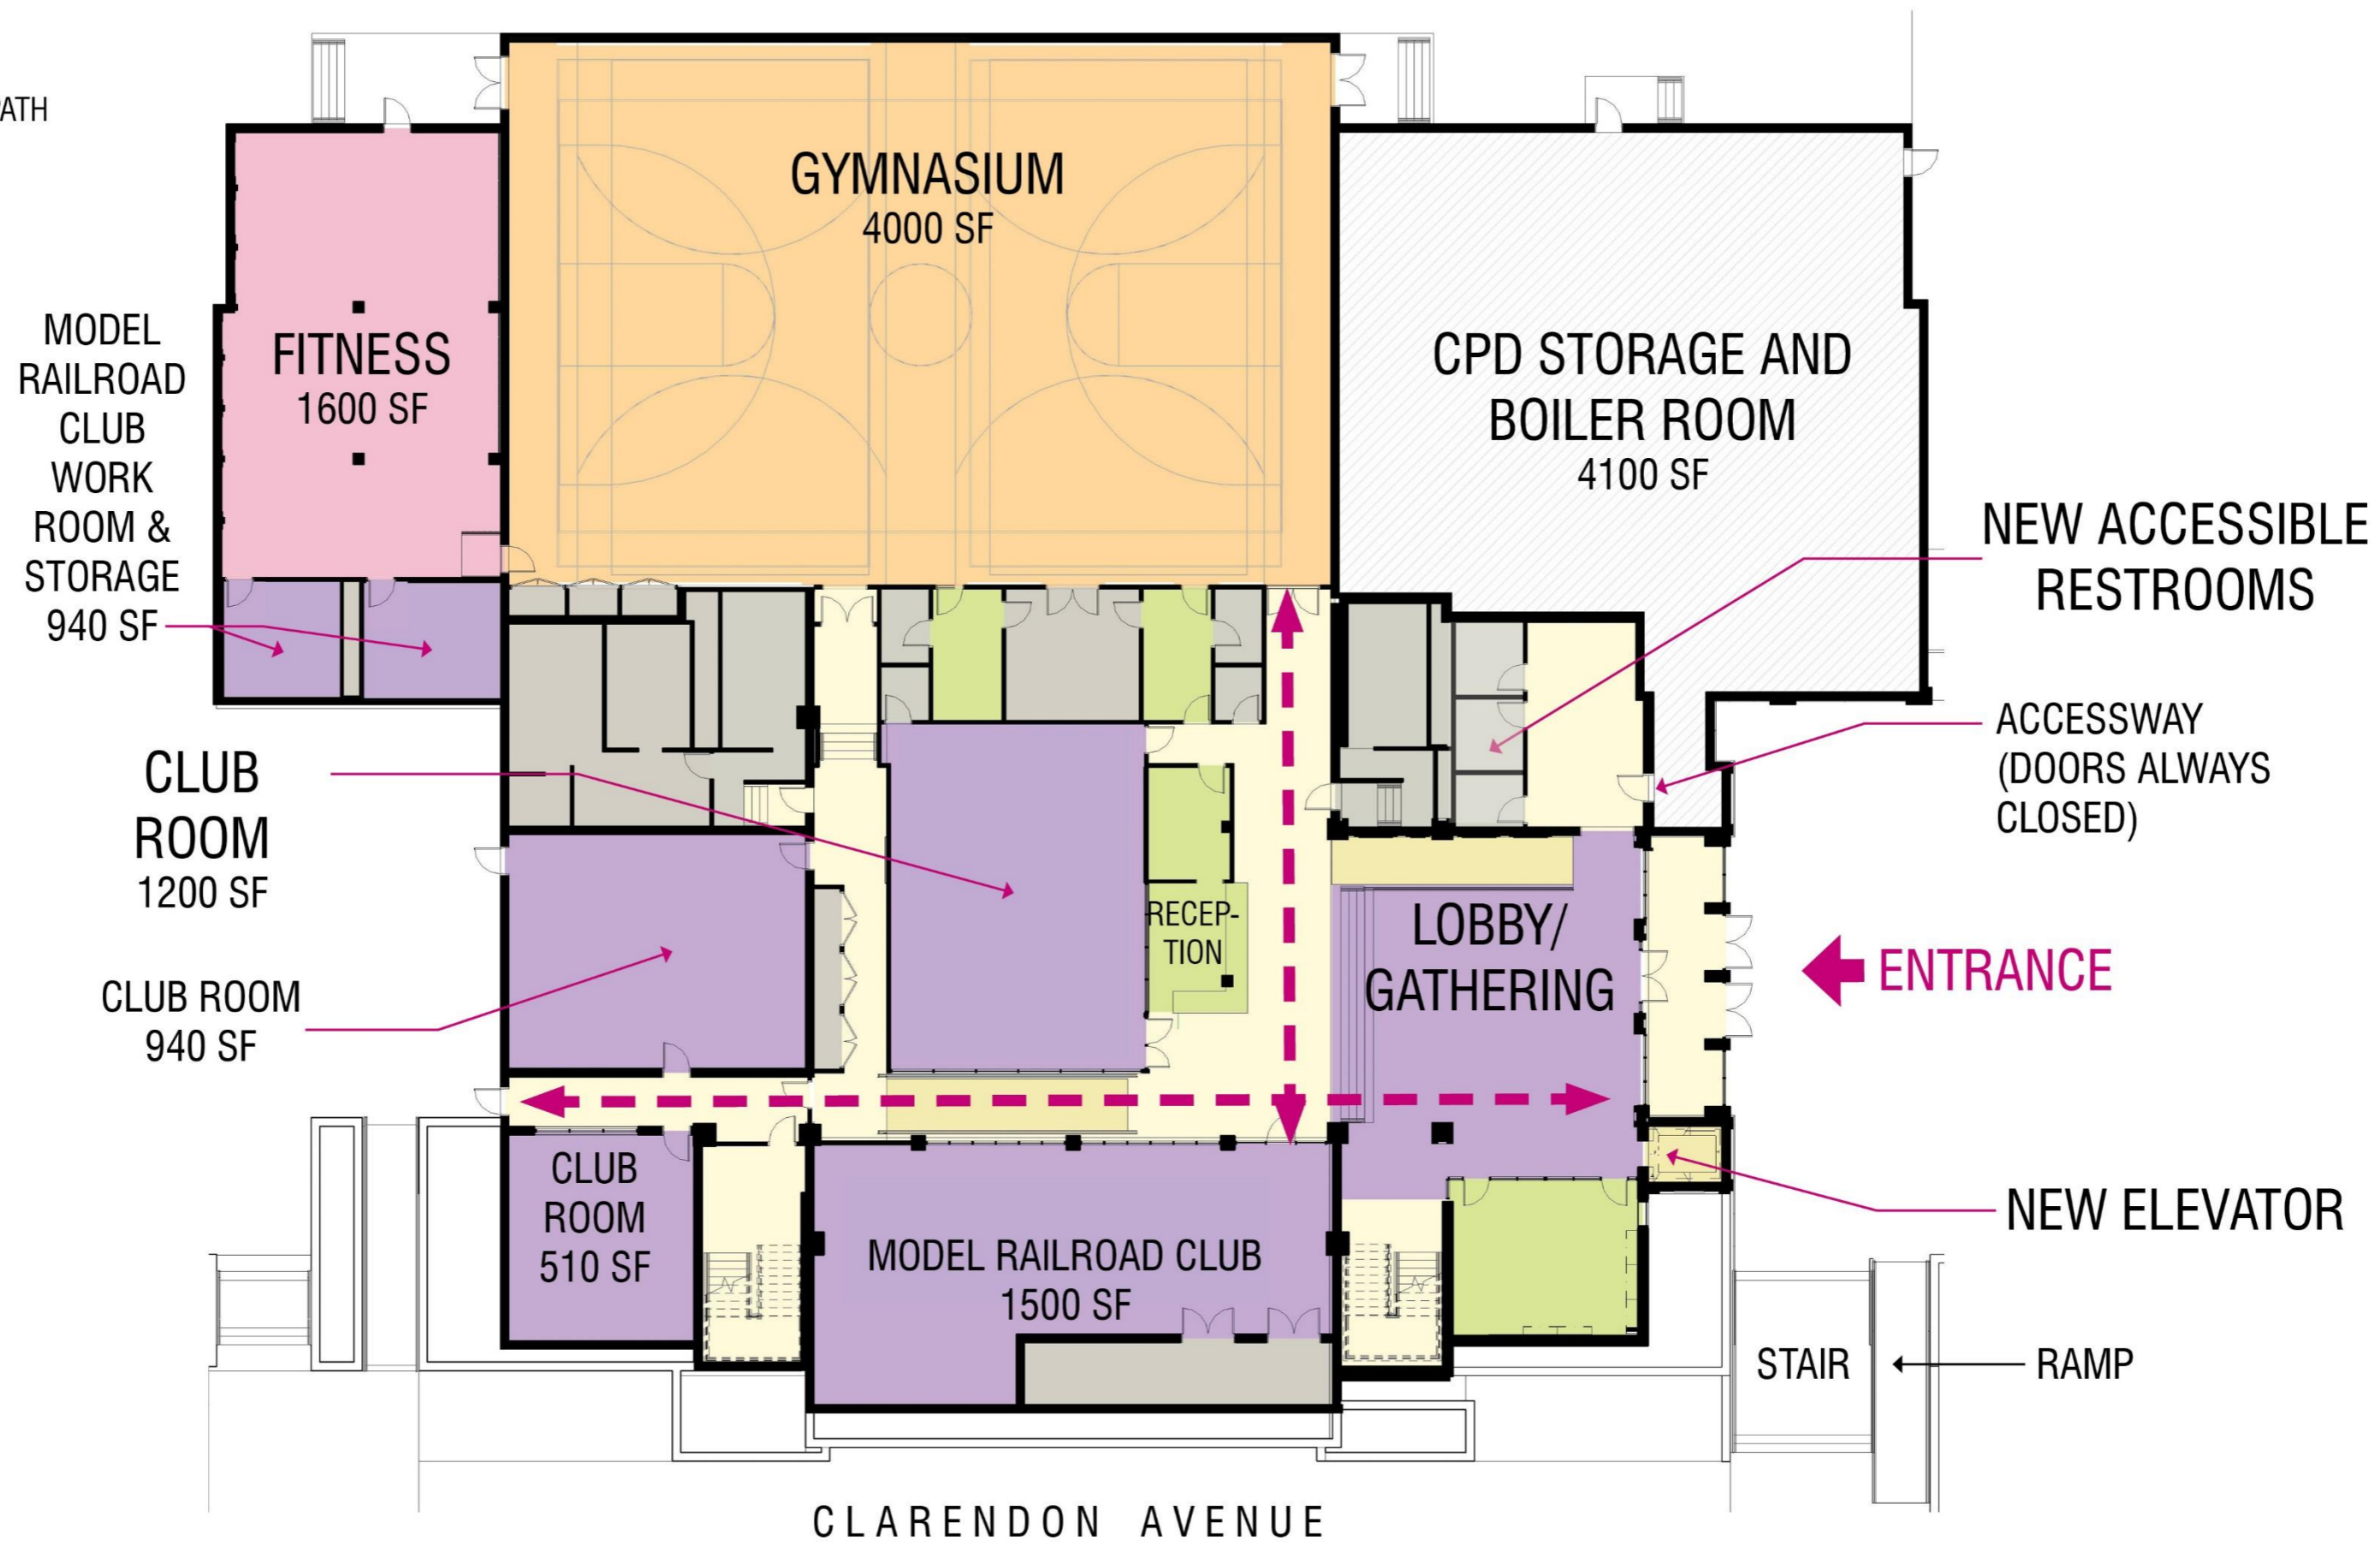 ATH
GYMNASIUM
4000 SF
MODEL
RAILROAD
CLUB
WORK
ROOM &
STORAGE
940 SF
FITNESS
1600 SF
CPD STORAGE AND
BOILER ROOM
4100 SF
NEW ACCESSIBLE
RESTROOMS
ACCESSWAY
(DOORS ALWAYS
CLOSED)
CLUB
ROOM
1200 SF
RECEP-
TION
LOBBY/
GATHERING
ENTRANCE
CLUB ROOM
940 SF
CLUB
ROOM
510 SF
MODEL RAILROAD CLUB
1500 SF
NEW ELEVATOR
STAIR
RAMP
CLARENDON AVENUE